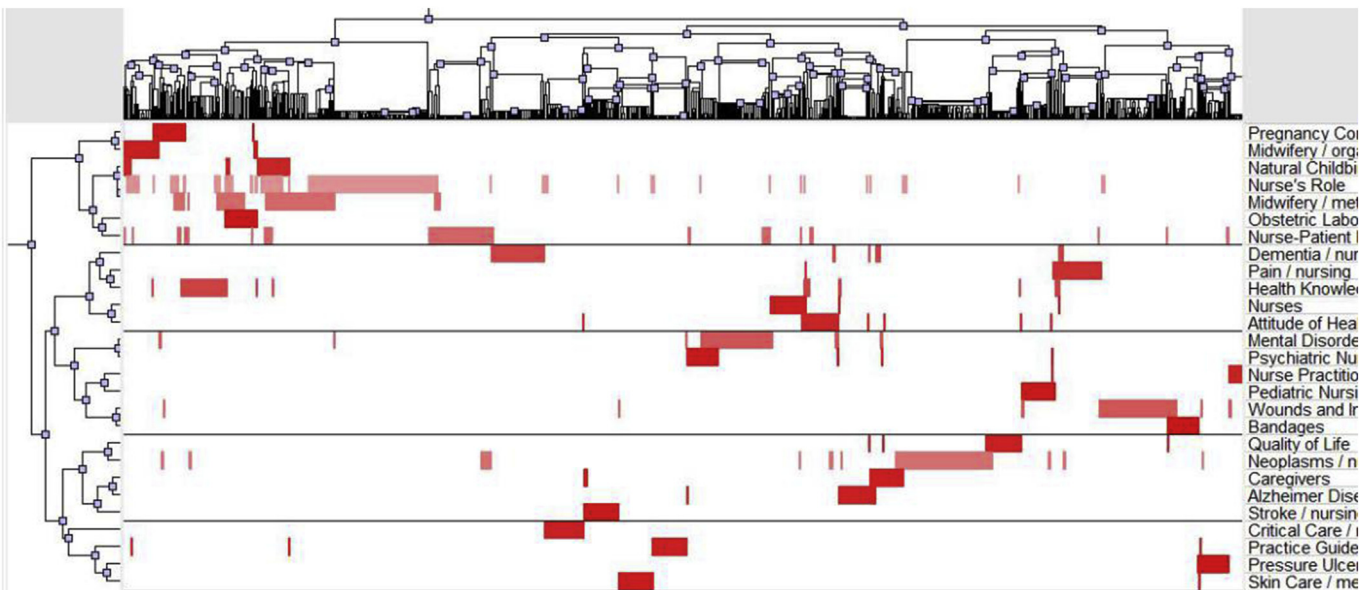 Pregnancy Co
Midwifery / orga
Natural Childbi
Nurse's Role
Midwifery / met
Obstetric Labo
Nurse-Patient
Dementia / nur
Pain / nursing
Health Knowle
Nurses
Attitude of Hea
Mental Disorde
Psychiatric Nu
Nurse Practitio
Pediatric Nursi
Wounds and In
Bandages
Quality of Life
Neoplasms / n
Caregivers
Alzheimer Dise
Stroke / nursin
Critical Care /
Practice Guide
Pressure Ulce
Skin Care / me